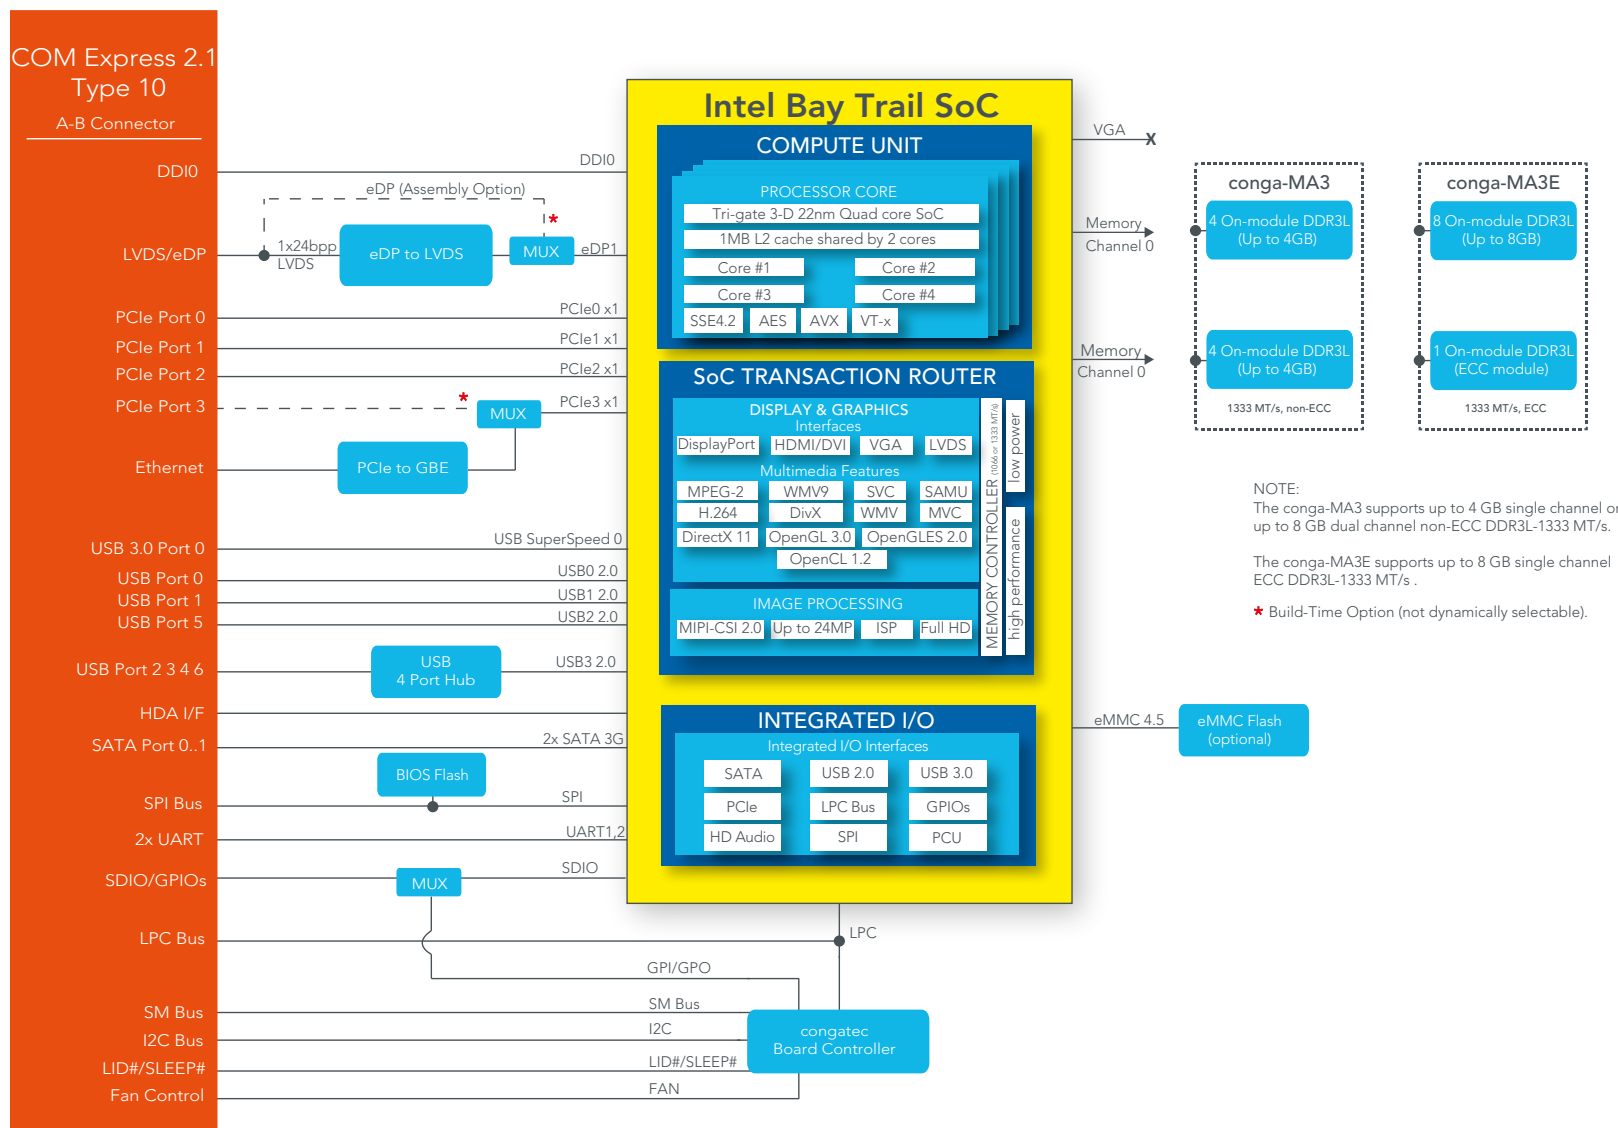 COM Express 2.1
Type 10
A-B Connector
DDI0
LVDS/eDP
PCIe Port 0
PCIe Port 1
PCIe Port 2
PCIe Port 3
Ethernet
USB 3.0 Port 0
USB Port 0
USB Port 1
USB Port 5
USB Port 2 3 4 6
HDA I/F
SATA Port 0..1
SPI Bus
2x UART
SDIO/GPIOs
LPC Bus
SM Bus
I2C Bus
LID#/SLEEP#
Fan Control
DDI0
eDP (Assembly Option)
*
1x24bpp
LVDS
eDP to LVDS
MUX
eDP1
PCIe0 x1
PCIe1 x1
PCIe2 x1
*
MUX
PCIe3 x1
PCIe to GBE
USB SuperSpeed 0
USB0 2.0
USB1 2.0
USB2 2.0
USB
4 Port Hub
USB3 2.0
2x SATA 3G
BIOS Flash
SPI
UART1,2
MUX
SDIO
LPC
GPI/GPO
SM Bus
I2C
LID#/SLEEP#
FAN
congatec
Board Controller
Intel Bay Trail SoC
COMPUTE UNIT
PROCESSOR CORE
Tri-gate 3-D 22nm Quad core SoC
1MB L2 cache shared by 2 cores
Core #1 Core #2
Core #3 Core #4
SSE4.2 AES AVX VT-x
SoC TRANSACTION ROUTER
DISPLAY & GRAPHICS
Interfaces
DisplayPort HDMI/DVI VGA LVDS
Multimedia Features
MPEG-2 WMV9 SVC SAMU
H.264 DivX WMV MVC
DirectX 11 OpenGL 3.0 OpenGLES 2.0
OpenCL 1.2
IMAGE PROCESSING
MIPI-CSI 2.0 Up to 24MP ISP Full HD
MEMORY CONTROLLER (1066 or 1333 MT/s)
low power
high performance
INTEGRATED I/O
Integrated I/O Interfaces
SATA USB 2.0 USB 3.0
PCIe LPC Bus GPIOs
HD Audio SPI PCU
VGA
X
Memory
Channel 0
Memory
Channel 0
eMMC 4.5
eMMC Flash
(optional)
conga-MA3
4 On-module DDR3L
(Up to 4GB)
4 On-module DDR3L
(Up to 4GB)
1333 MT/s, non-ECC
conga-MA3E
8 On-module DDR3L
(Up to 8GB)
1 On-module DDR3L
(ECC module)
1333 MT/s, ECC
NOTE:
The conga-MA3 supports up to 4 GB single channel or
up to 8 GB dual channel non-ECC DDR3L-1333 MT/s.
The conga-MA3E supports up to 8 GB single channel
ECC DDR3L-1333 MT/s .
* Build-Time Option (not dynamically selectable).